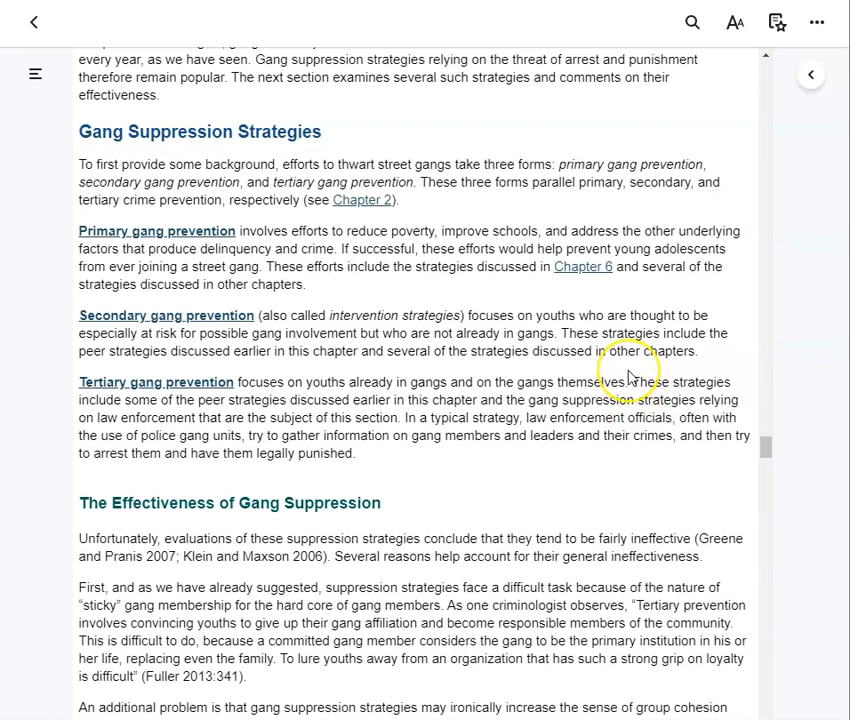 every year, as we have seen. Gang suppression strategies relying on the threat of arrest and punishment
therefore remain popular. The next section examines several such strategies and comments on their
effectiveness.
Gang Suppression Strategies
To first provide some background, efforts to thwart street gangs take three forms: primary gang prevention,
secondary gang prevention, and tertiary gang prevention. These three forms parallel primary, secondary, and
tertiary crime prevention, respectively (see Chapter 2).
Primary gang prevention involves efforts to reduce poverty, improve schools, and address the other underlying
factors that produce delinquency and crime. If successful, these efforts would help prevent young adolescents
from ever joining a street gang. These efforts include the strategies discussed in Chapter 6 and several of the
strategies discussed in other chapters.
Secondary gang prevention (also called intervention strategies) focuses on youths who are thought to be
especially at risk for possible gang involvement but who are not already in gangs. These strategies include the
peer strategies discussed earlier in this chapter and several of the strategies discussed in other chapters.
Tertiary gang prevention focuses on youths already in gangs and on the gangs themselves. These strategies
include some of the peer strategies discussed earlier in this chapter and the gang suppression strategies relying
on law enforcement that are the subject of this section. In a typical strategy, law enforcement officials, often with
the use of police gang units, try to gather information on gang members and leaders and their crimes, and then try
to arrest them and have them legally punished.
The Effectiveness of Gang Suppression
Unfortunately, evaluations of these suppression strategies conclude that they tend to be fairly ineffective (Greene
and Pranis 2007; Klein and Maxson 2006). Several reasons help account for their general ineffectiveness.
First, and as we have already suggested, suppression strategies face a difficult task because of the nature of
“sticky” gang membership for the hard core of gang members. As one criminologist observes, “Tertiary prevention
involves convincing youths to give up their gang affiliation and become responsible members of the community.
This is difficult to do, because a committed gang member considers the gang to be the primary institution in his or
her life, replacing even the family. To lure youths away from an organization that has such a strong grip on loyalty
is difficult” (Fuller 2013:341).
An additional problem is that gang suppression strategies may ironically increase the sense of group cohesion